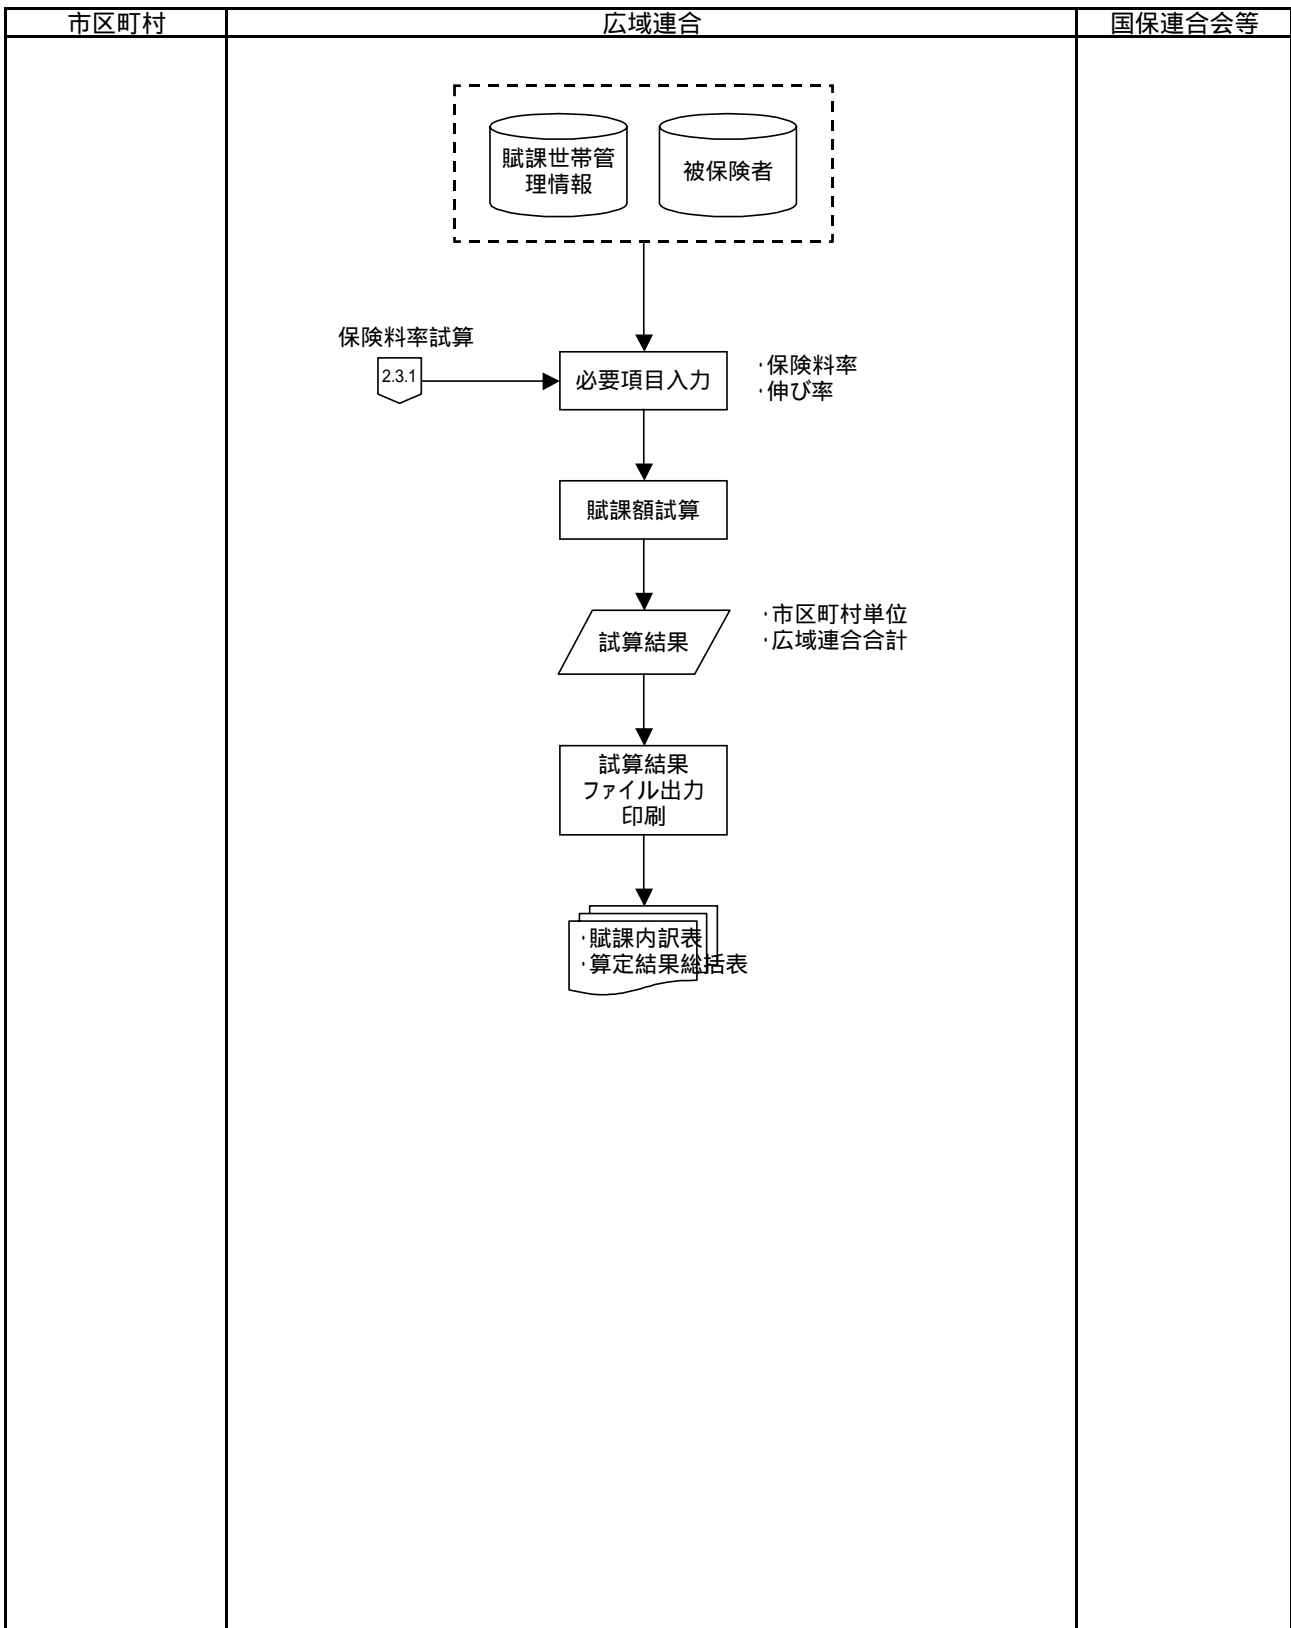 市区町村
広域連合
国保連合会等
賦課世帯管
理情報
被保険者
保険料率試算
2.3.1
必要項目入力
・保険料率
・伸び率
賦課額試算
試算結果
・市区町村単位
・広域連合合計
試算結果
ファイル出力
印刷
・賦課内訳表
・算定結果総括表